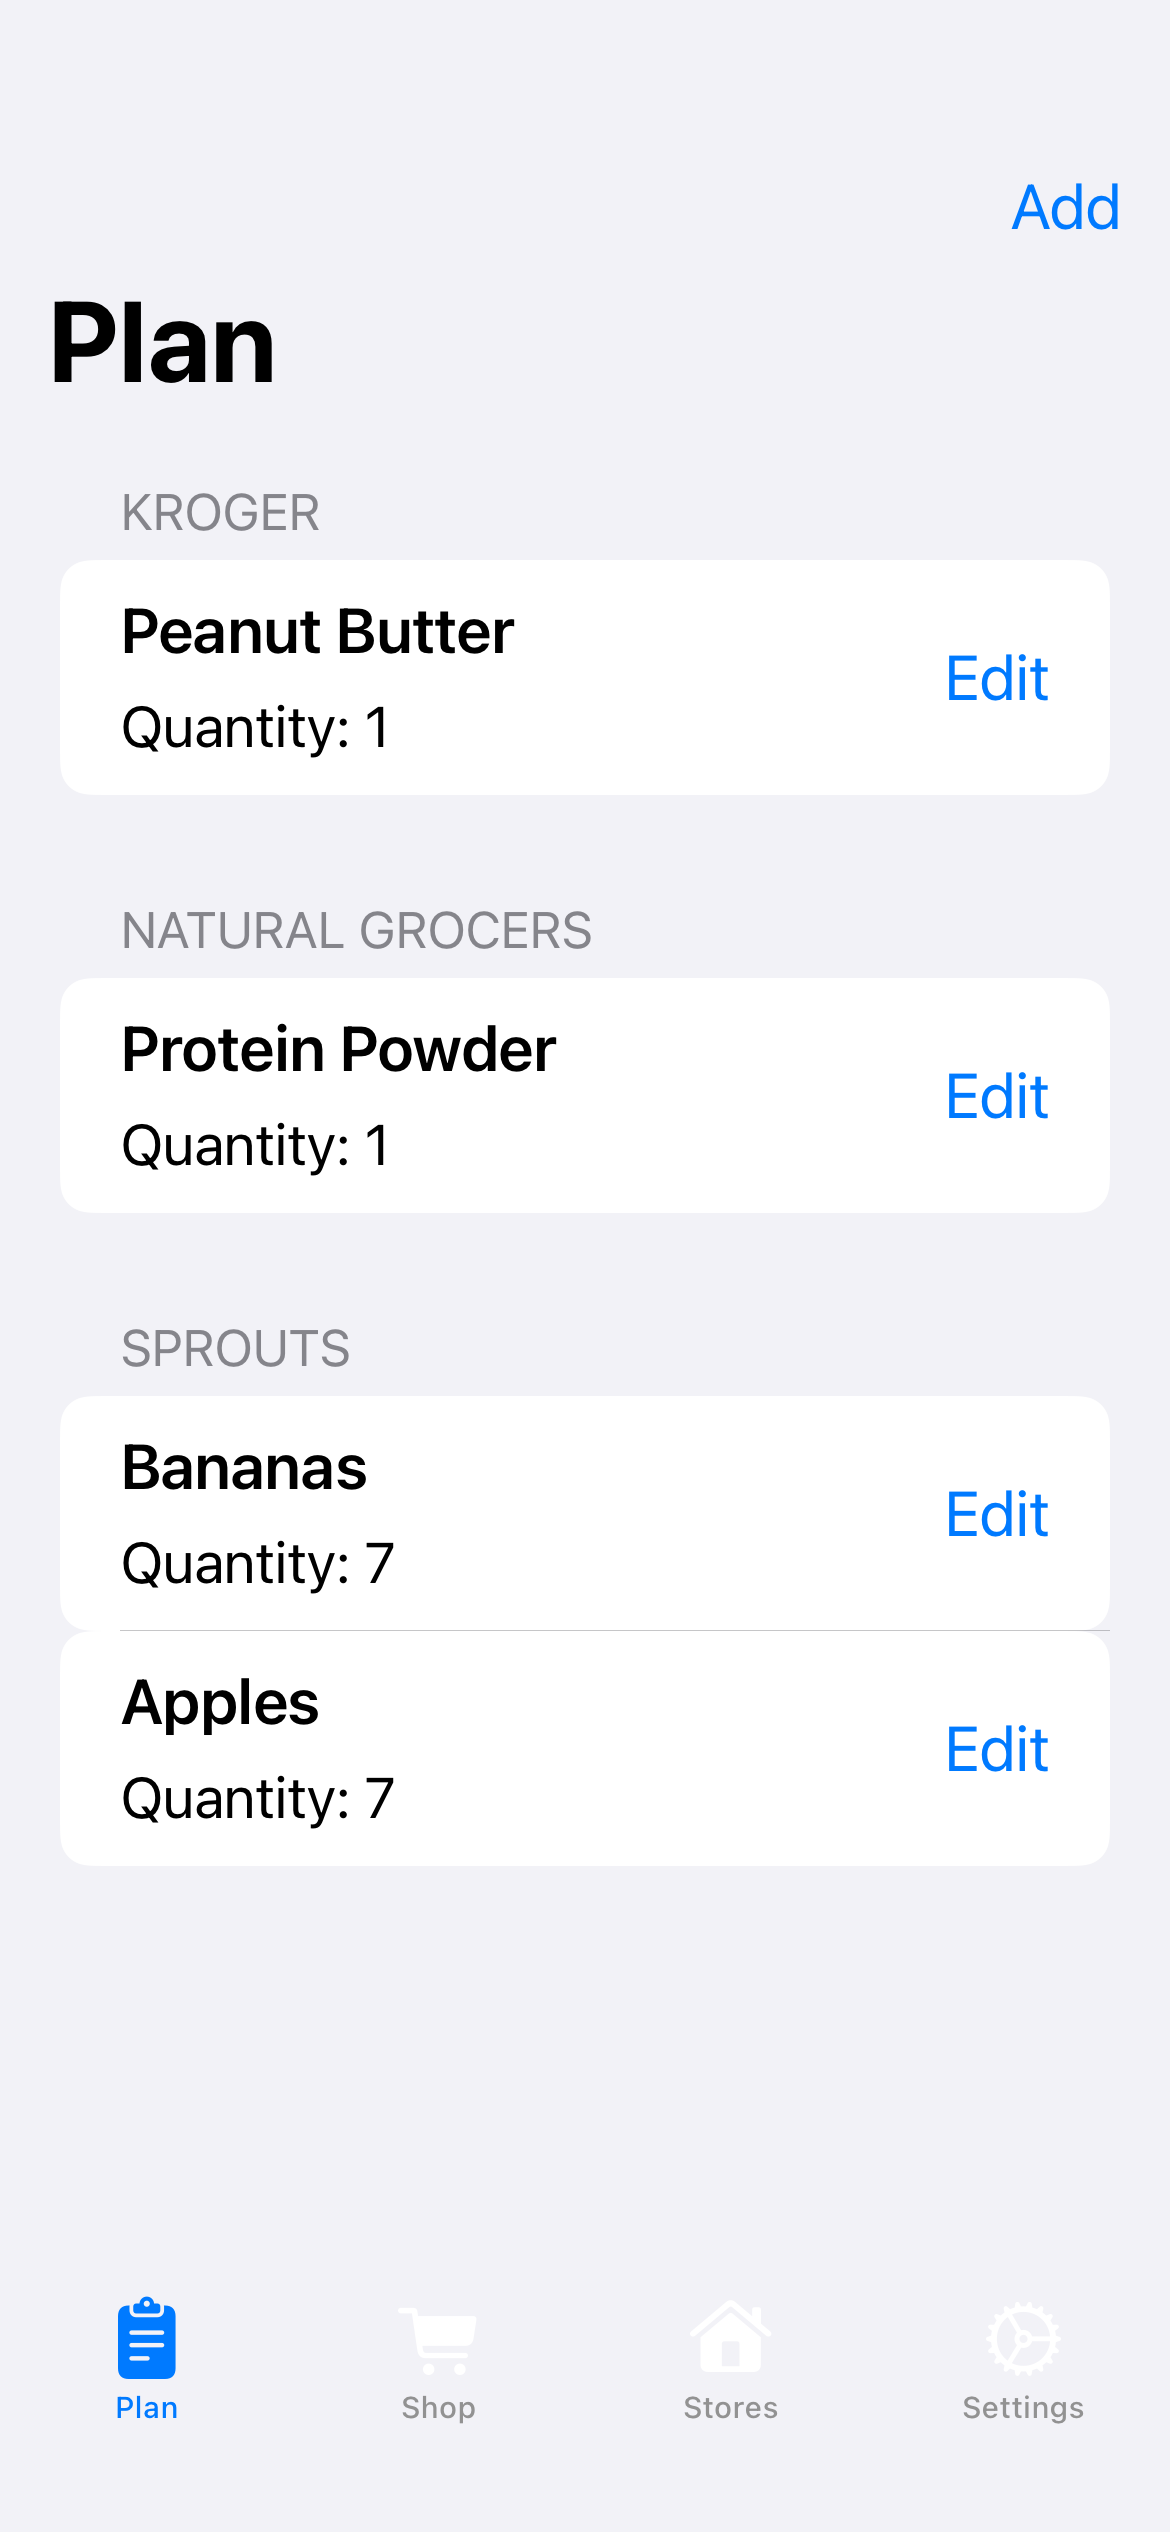 Add
Plan
KROGER
Peanut Butter
Edit
Quantity: 1
NATURAL GROCERS
Protein Powder
Edit
Quantity: 1
SPROUTS
Bananas
Edit
Quantity: 7
Apples
Edit
Quantity: 7
Plan Shop Stores Settings